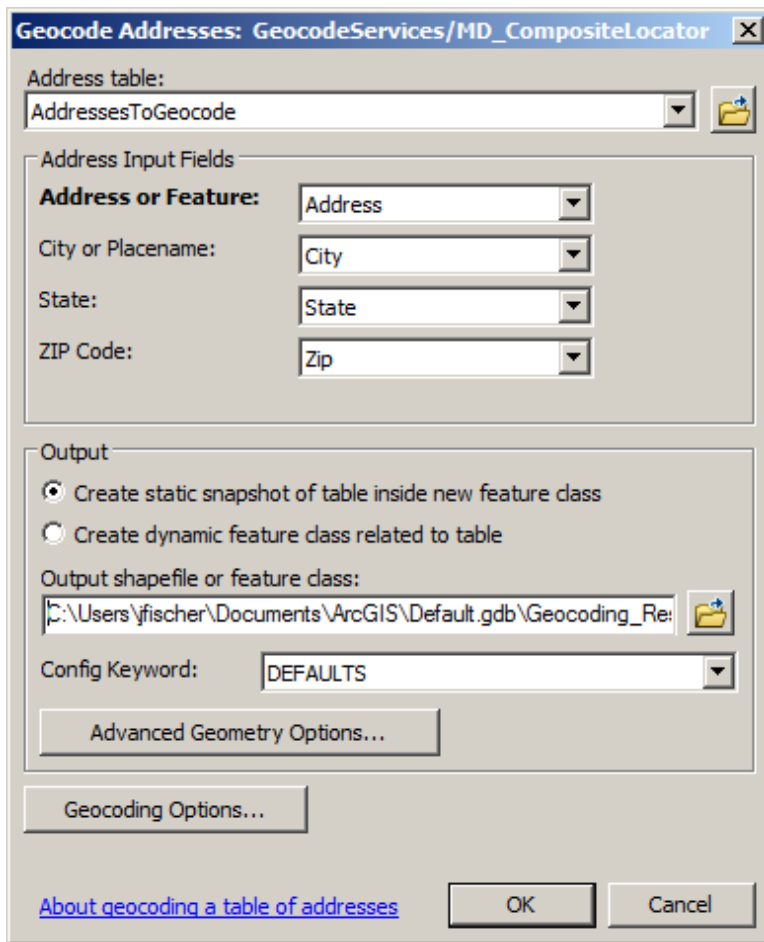 Geocode Addresses: GeocodeServices/MD_CompositeLocator
Address table:
AddressesToGeocode
Address Input Fields
Address or Feature: Address
City or Placename: City
State: State
ZIP Code: Zip
Output
Create static snapshot of table inside new feature class
Create dynamic feature class related to table
Output shapefile or feature class:
C:\Users\jfischer\Documents\ArcGIS\Default.gdb\Geocoding_Re
Config Keyword: DEFAULTS
Advanced Geometry Options...
Geocoding Options...
About geocoding a table of addresses OK Cancel